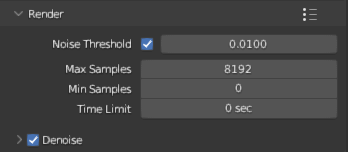 Render
Noise Threshold 0.0100
Max Samples 8192
Min Samples 0
Time Limit 0 sec
Denoise